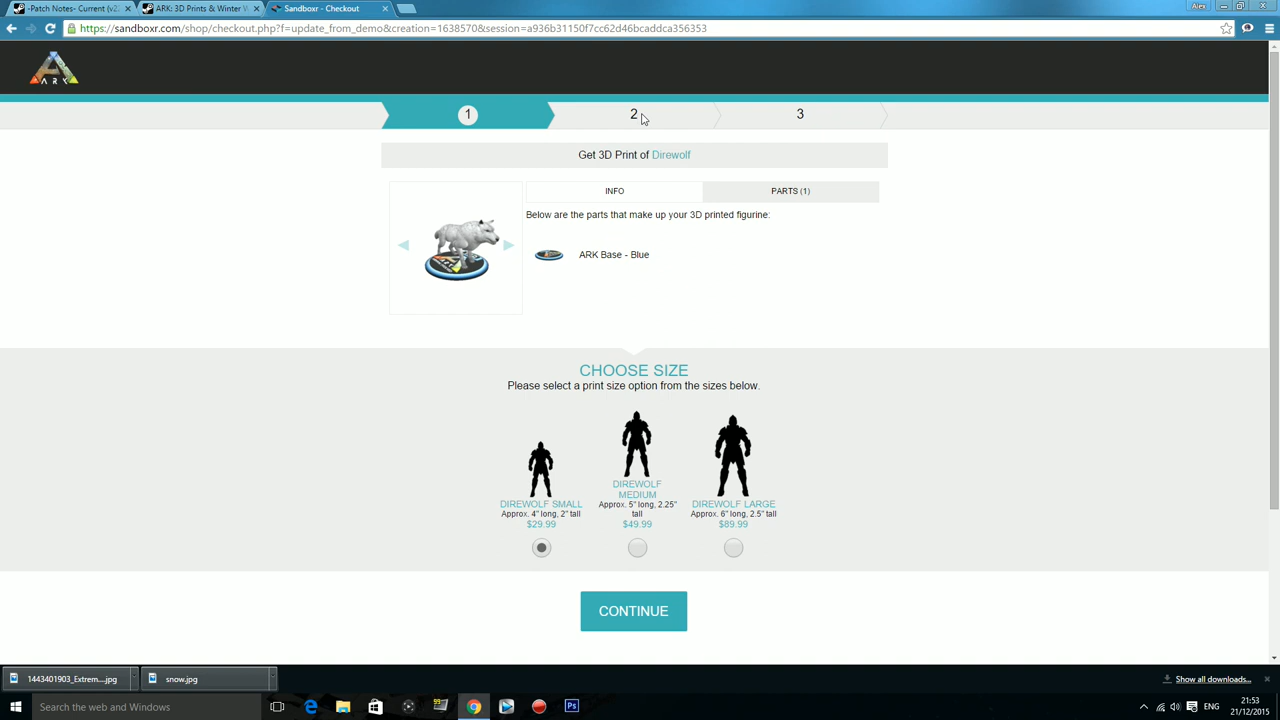 -Patch Notes- Current (v2
ARK: 3D Prints & Winter W
Sandboxr - Checkout
Alex
https://sandboxr.com/shop/checkout.php?f=update_from_demo&creation=1638570&session=a936b31150f7cc62d46bcaddca356353
ARK
1
2
3
Get 3D Print of Direwolf
INFO
PARTS (1)
Below are the parts that make up your 3D printed figurine:
ARK Base - Blue
CHOOSE SIZE
Please select a print size option from the sizes below.
DIREWOLF SMALL
Approx. 4" long, 2" tall
$29.99
DIREWOLF
MEDIUM
Approx. 5" long, 2.25"
tall
$49.99
DIREWOLF LARGE
Approx. 6" long, 2.5" tall
$89.99
CONTINUE
1443401903_Extrem....jpg
snow.jpg
Show all downloads...
Search the web and Windows
99
Ps
ENG
21:53
21/12/2015